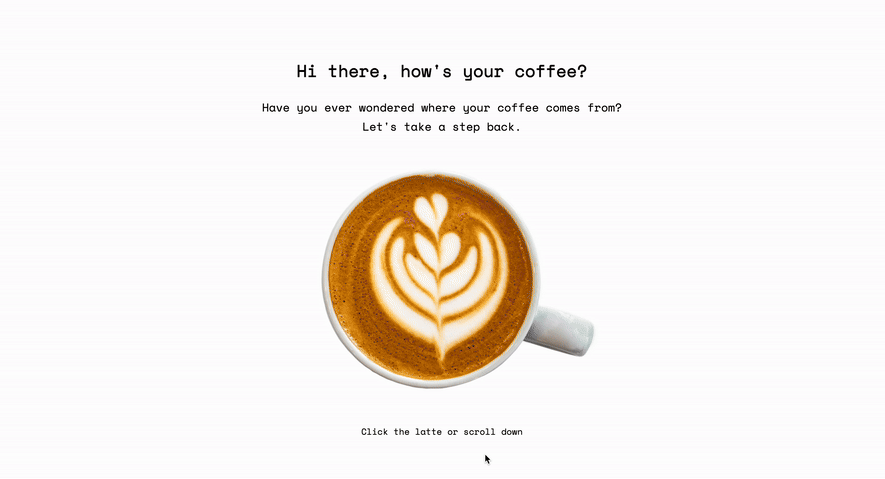 Hi there, how's your coffee?
Have you ever wondered where your coffee comes from?
Let's take a step back.
Click the latte or scroll down